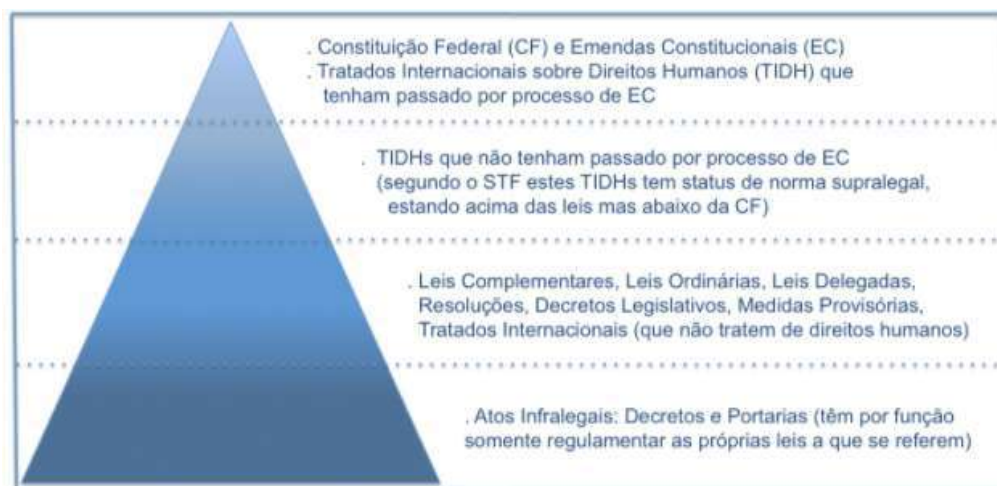 . Constituição Federal (CF) e Emendas Constitucionais (EC)
. Tratados Internacionais sobre Direitos Humanos (TIDH) que
tenham passado por processo de EC
. TIDHs que não tenham passado por processo de EC
(segundo o STF estes TIDHs tem status de norma supralegal,
estando acima das leis mas abaixo da CF)
. Leis Complementares, Leis Ordinárias, Leis Delegadas,
Resoluções, Decretos Legislativos, Medidas Provisórias,
Tratados Internacionais (que não tratem de direitos humanos)
. Atos Infralegais: Decretos e Portarias (têm por função
somente regulamentar as próprias leis a que se referem)